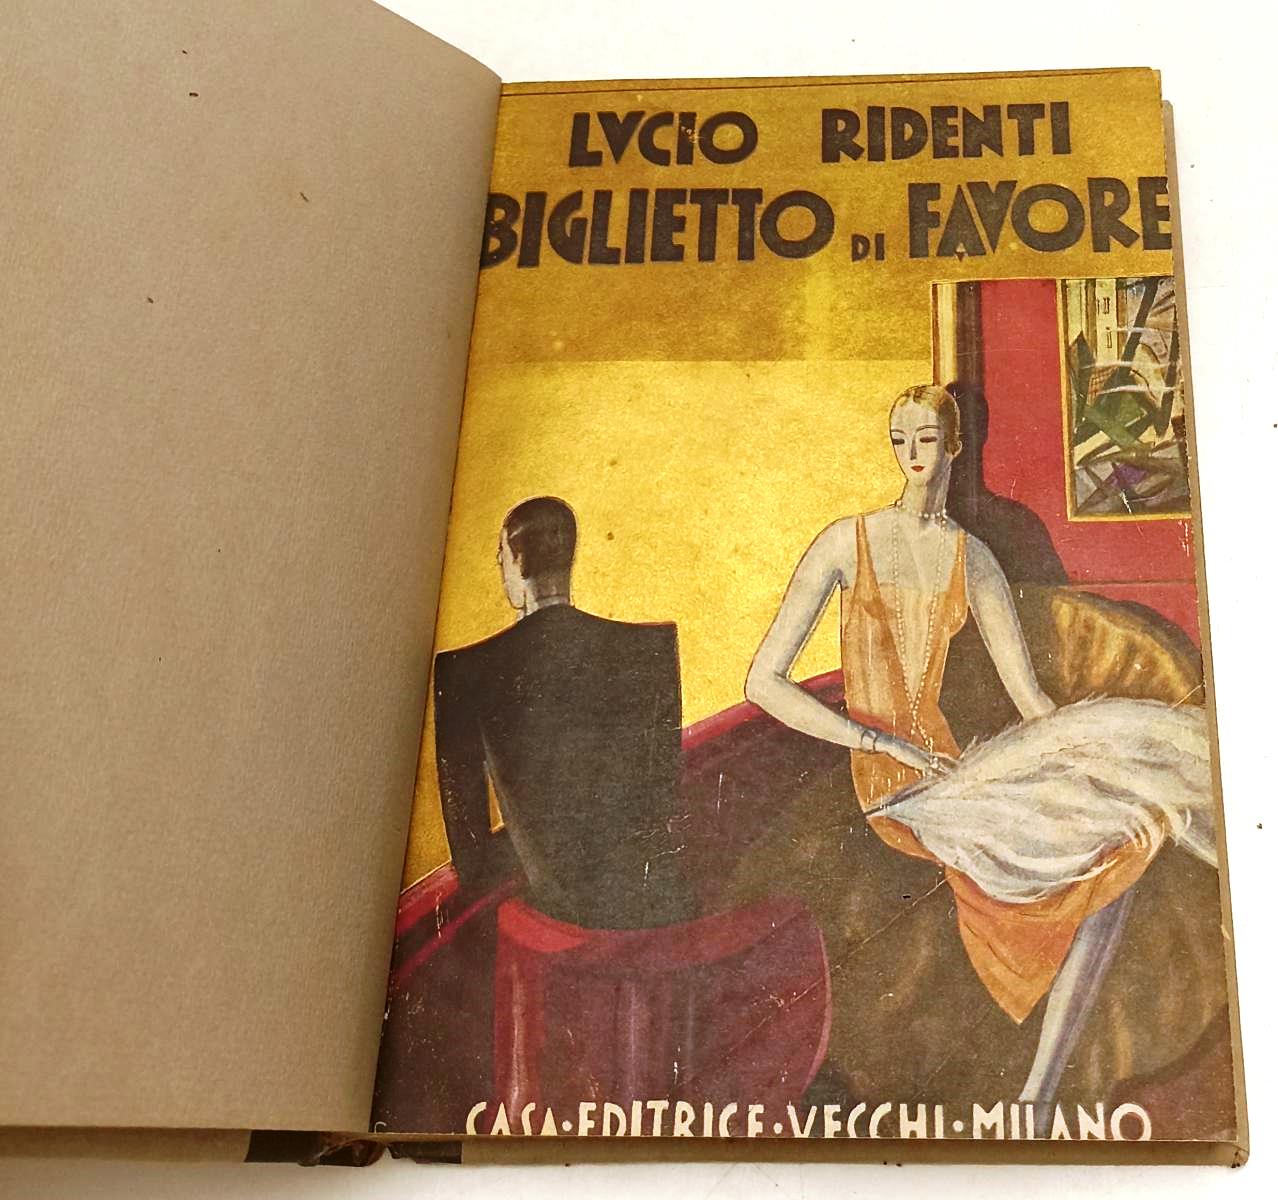 LVCIO RIDENTI
BIGLIETTO DI FAVORE
CASA·EDITRICE·VECCHI·MILANO